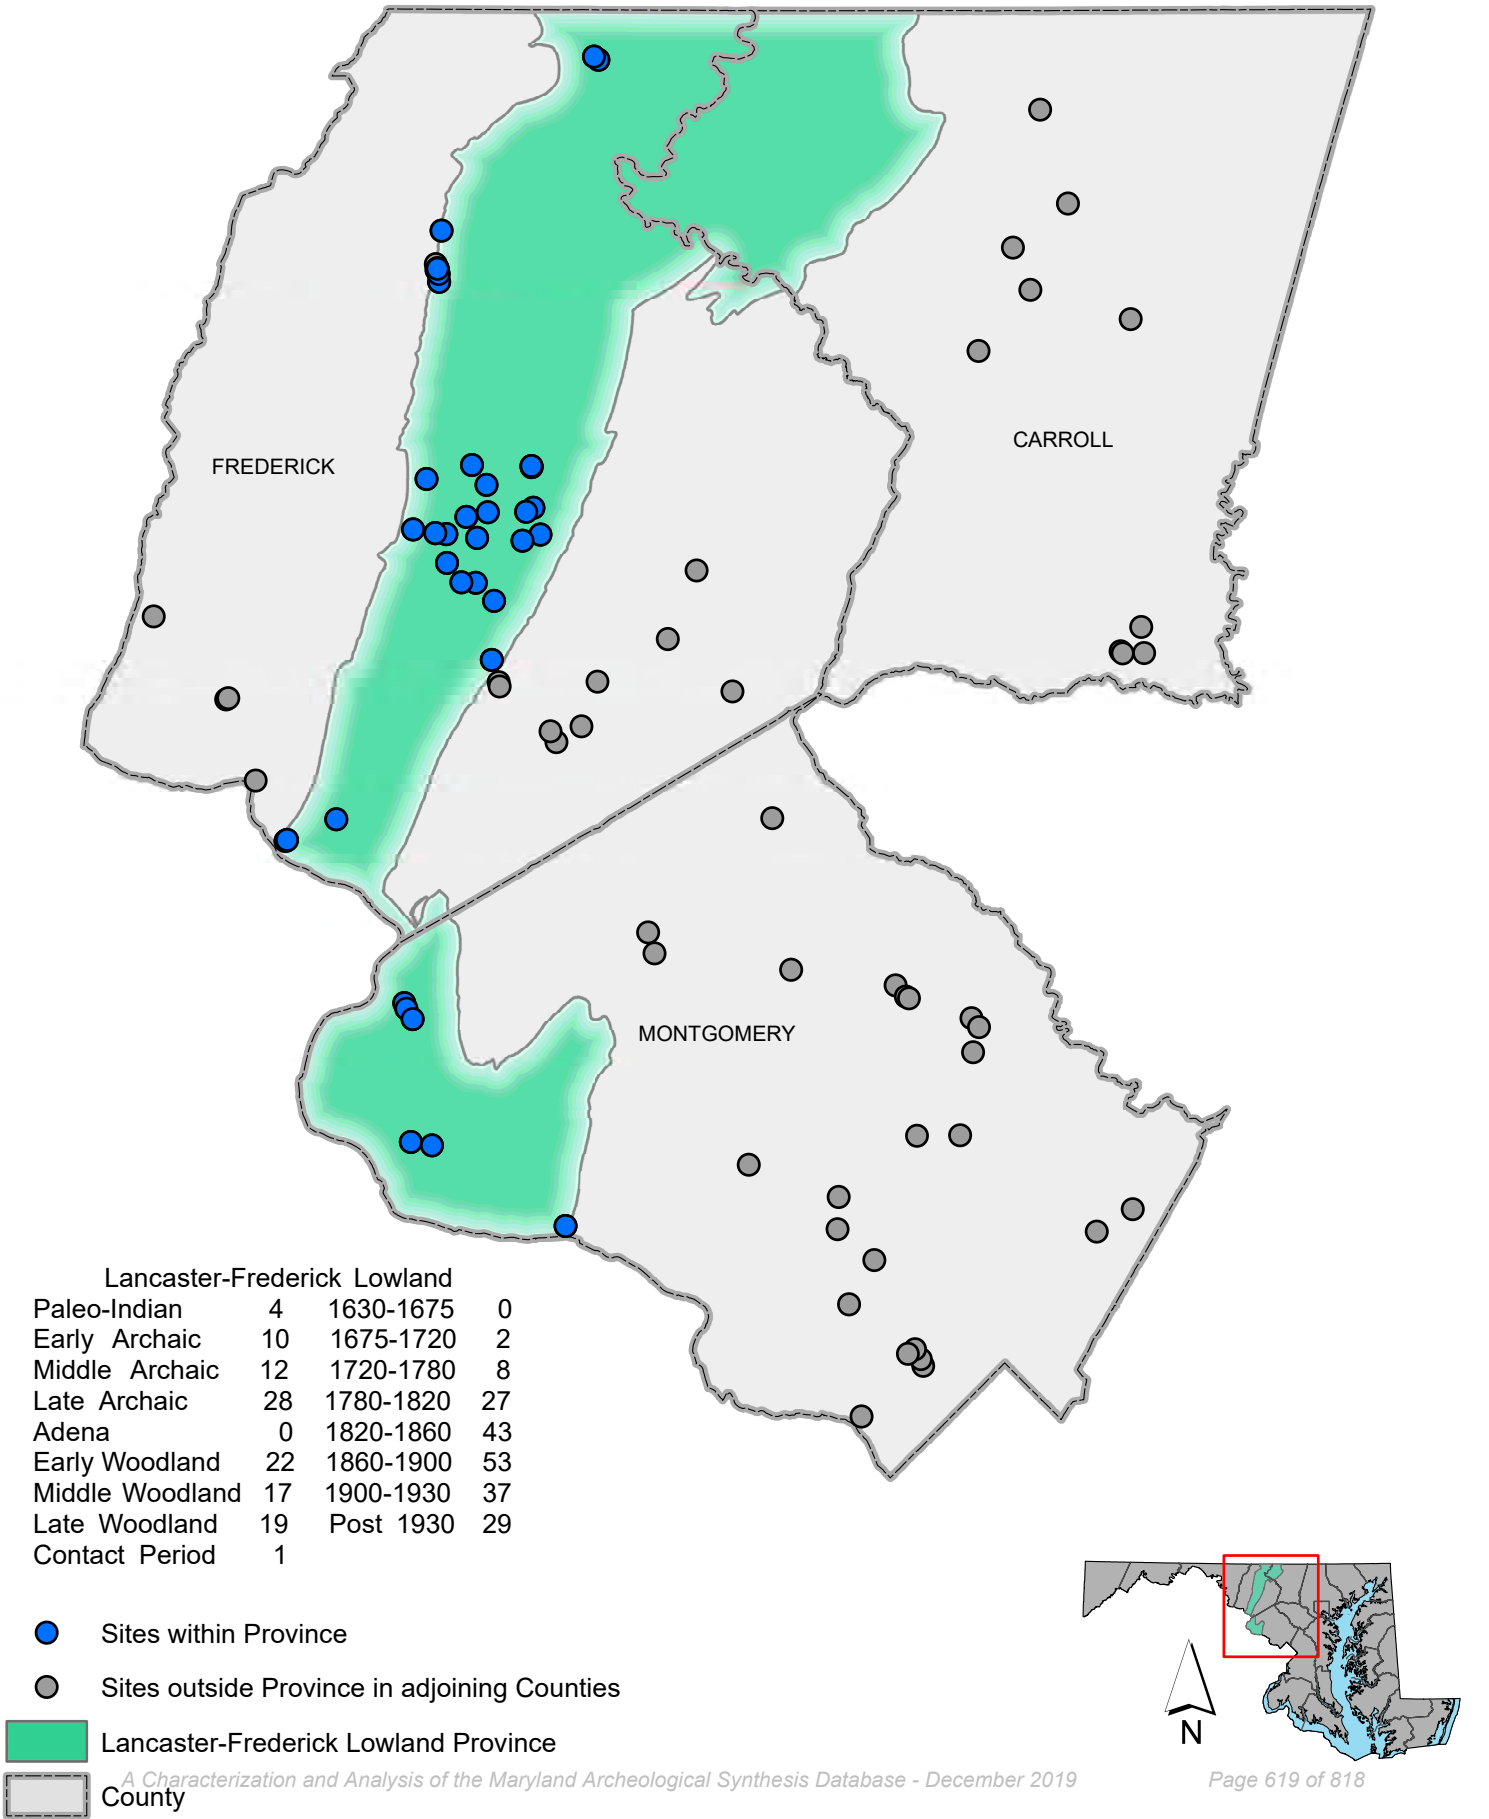 FREDERICK
CARROLL
MONTGOMERY
Lancaster-Frederick Lowland
Paleo-Indian 4 1630-1675 0
Early Archaic 10 1675-1720 2
Middle Archaic 12 1720-1780 8
Late Archaic 28 1780-1820 27
Adena 0 1820-1860 43
Early Woodland 22 1860-1900 53
Middle Woodland 17 1900-1930 37
Late Woodland 19 Post 1930 29
Contact Period 1
Sites within Province
Sites outside Province in adjoining Counties
Lancaster-Frederick Lowland Province
County
N
A Characterization and Analysis of the Maryland Archeological Synthesis Database - December 2019
Page 619 of 818